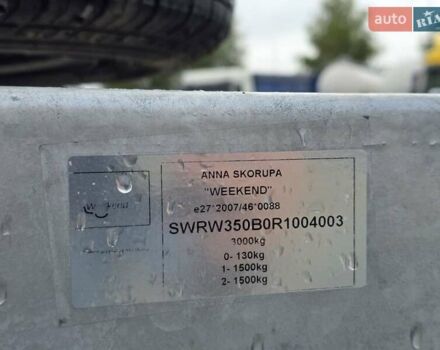 auto RIA
ANNA SKORUPA
"WEEKEND"
e27*2007/46*0088
SWRW350B0R1004003
3000kg
0- 130kg
1- 1500kg
2- 1500kg